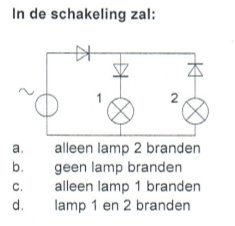 In de schakeling zal:
~
1
2
a. alleen lamp 2 branden
b. geen lamp branden
c. alleen lamp 1 branden
d. lamp 1 en 2 branden